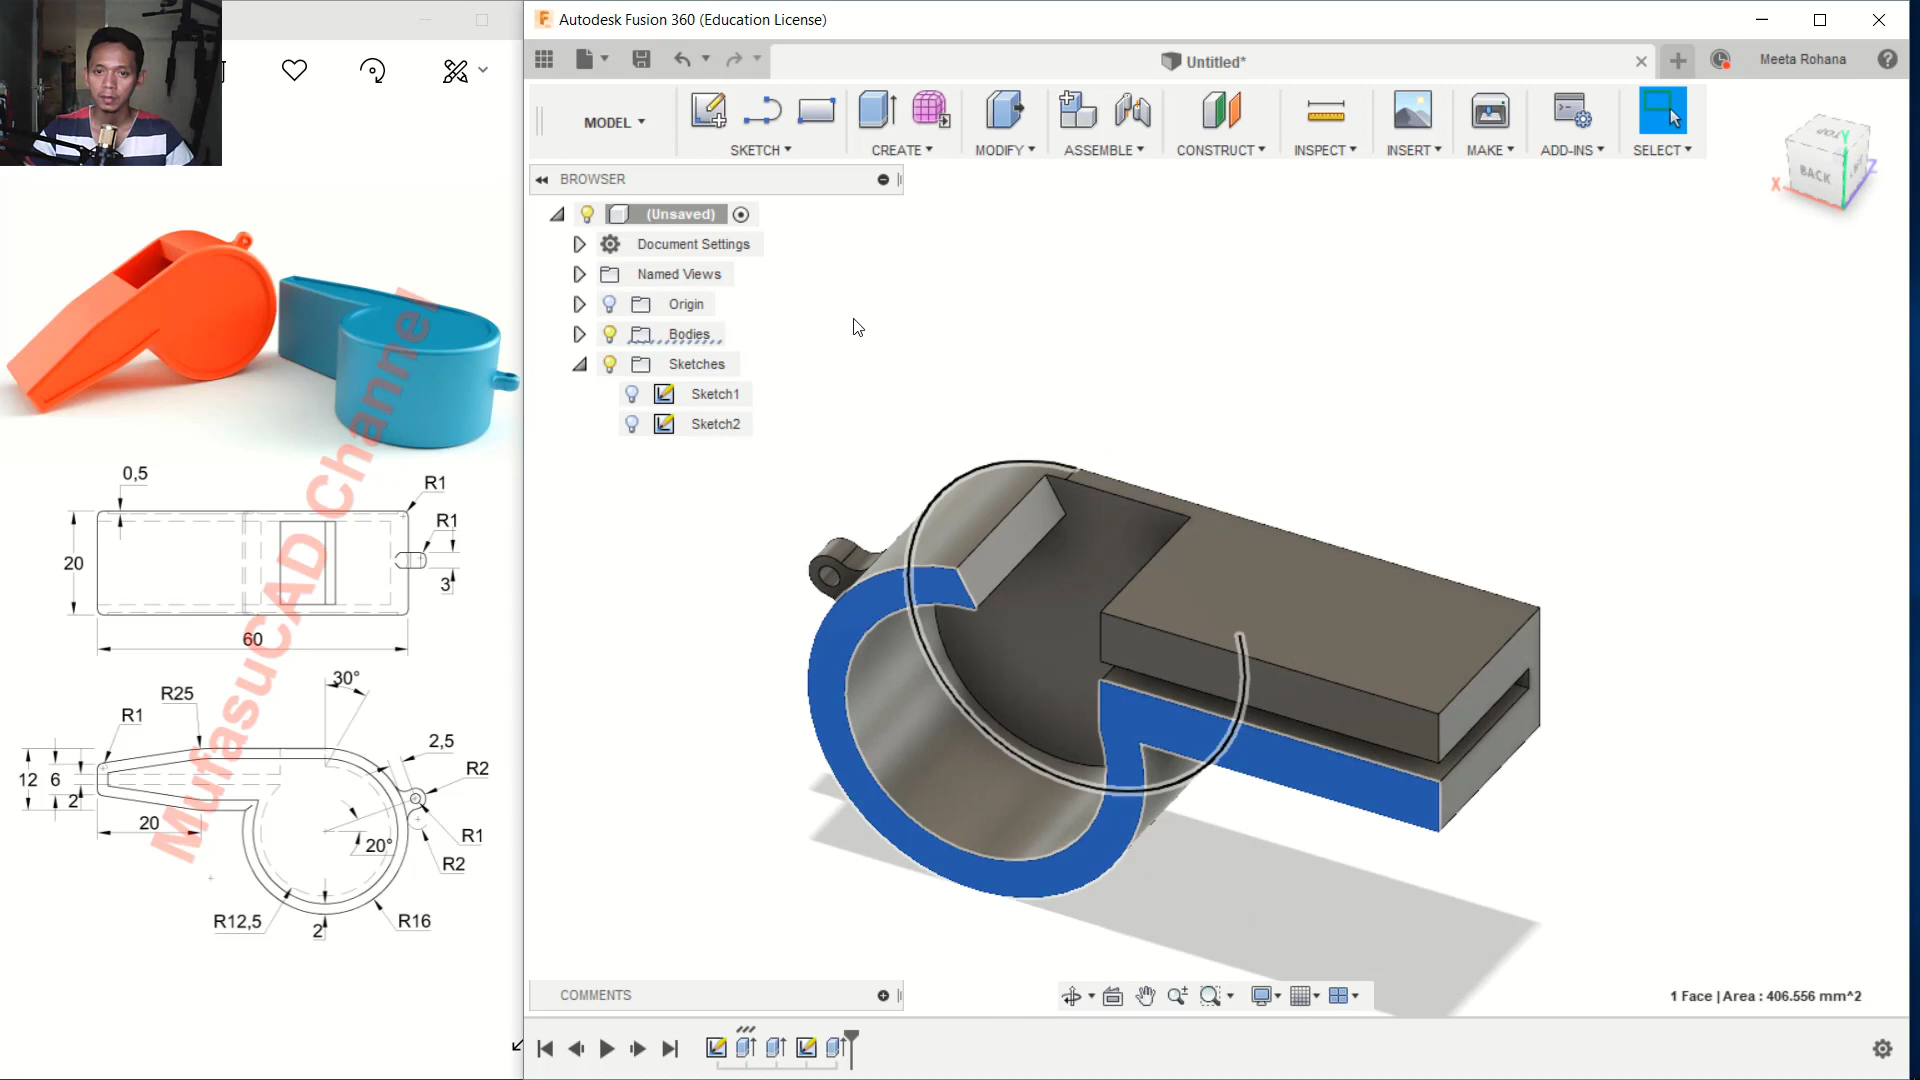 Autodesk Fusion 360 (Education License)
Untitled*
Meeta Rohana
MODEL
SKETCH
CREATE
MODIFY
ASSEMBLE
CONSTRUCT
INSPECT
INSERT
MAKE
ADD-INS
SELECT
TOP
BACK
X
Y
Z
BROWSER
(Unsaved)
Document Settings
Named Views
Origin
Bodies
Sketches
Sketch1
Sketch2
MufasuCAD Channel
0,5
R1
R1
20
3
60
30°
R25
R1
2,5
R2
12
6
2
20
R1
20°
R2
R12,5
R16
2
COMMENTS
1 Face | Area : 406.556 mm^2